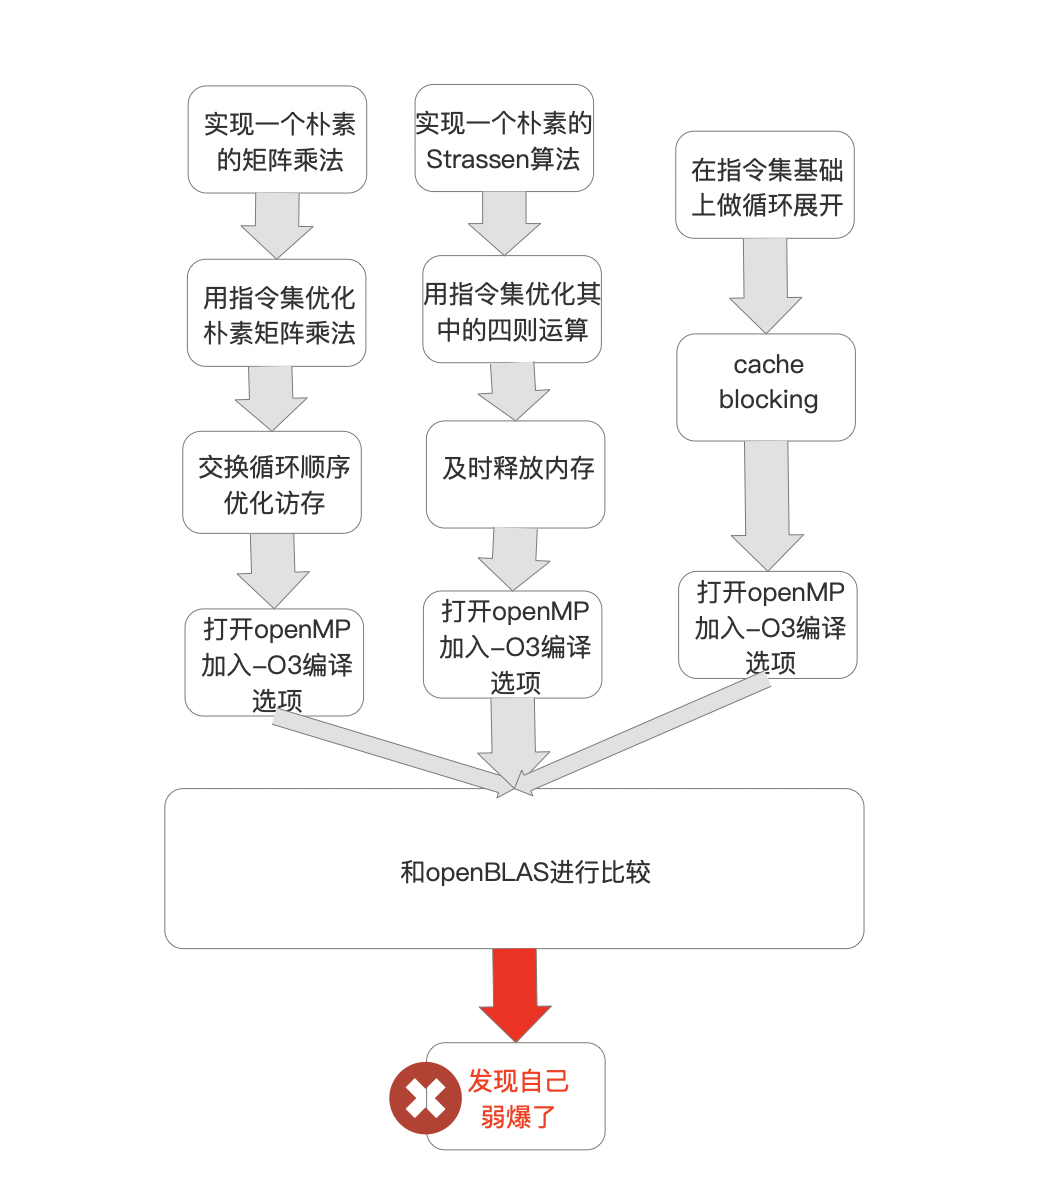 实现一个朴素
的矩阵乘法
用指令集优化
朴素矩阵乘法
交换循环顺序
优化访存
打开openMP
加入-O3编译
选项
实现一个朴素的
Strassen算法
用指令集优化其
中的四则运算
及时释放内存
打开openMP
加入-O3编译
选项
在指令集基础
上做循环展开
cache
blocking
打开openMP
加入-O3编译
选项
和openBLAS进行比较
发现自己
弱爆了